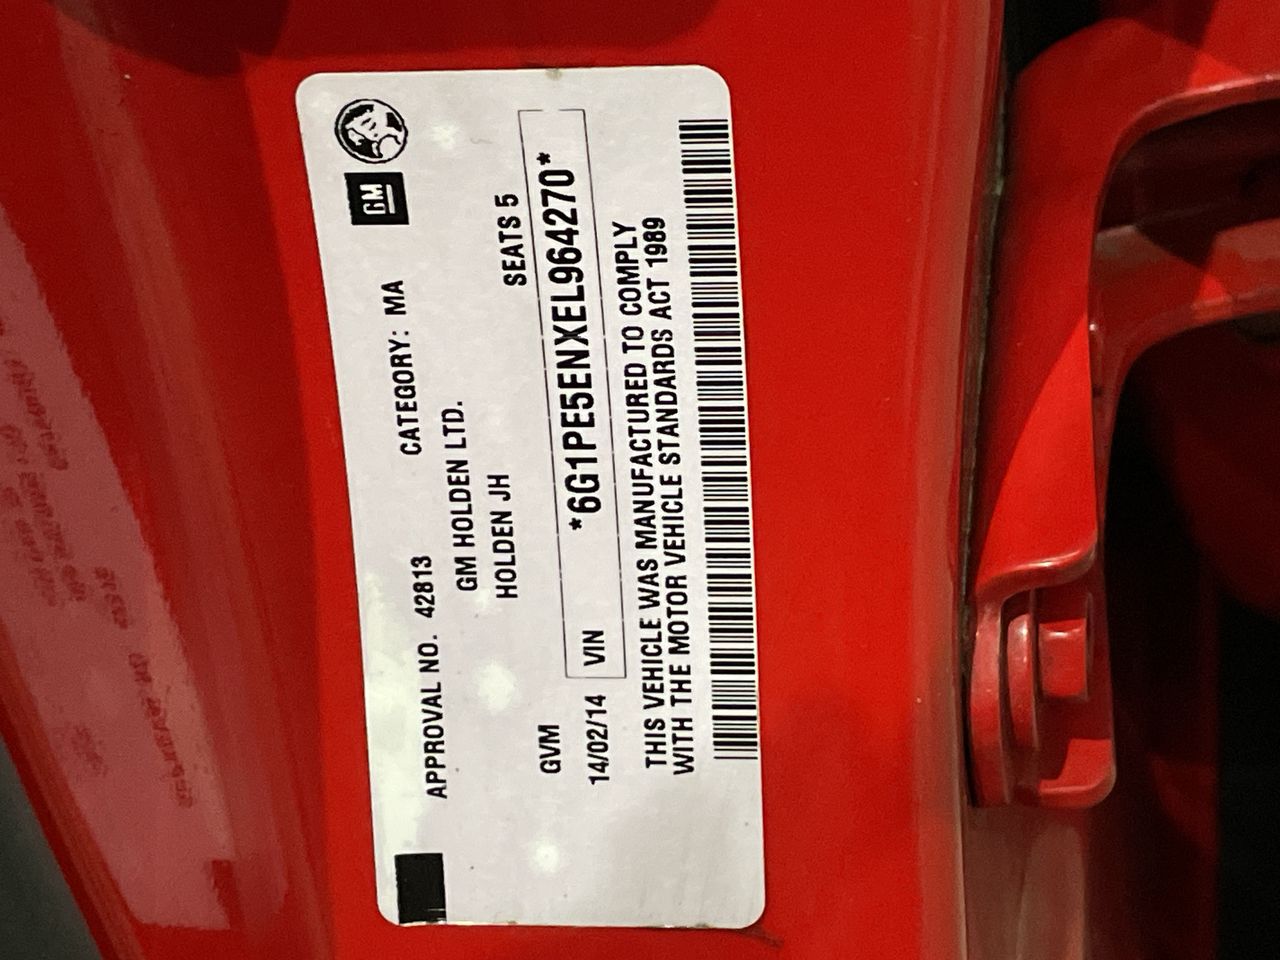 GM
APPROVAL NO. 42813 CATEGORY: MA
GM HOLDEN LTD.
HOLDEN JH
SEATS 5
GVM
14/02/14 VIN *6G1PE5ENXEL964270*
THIS VEHICLE WAS MANUFACTURED TO COMPLY
WITH THE MOTOR VEHICLE STANDARDS ACT 1989